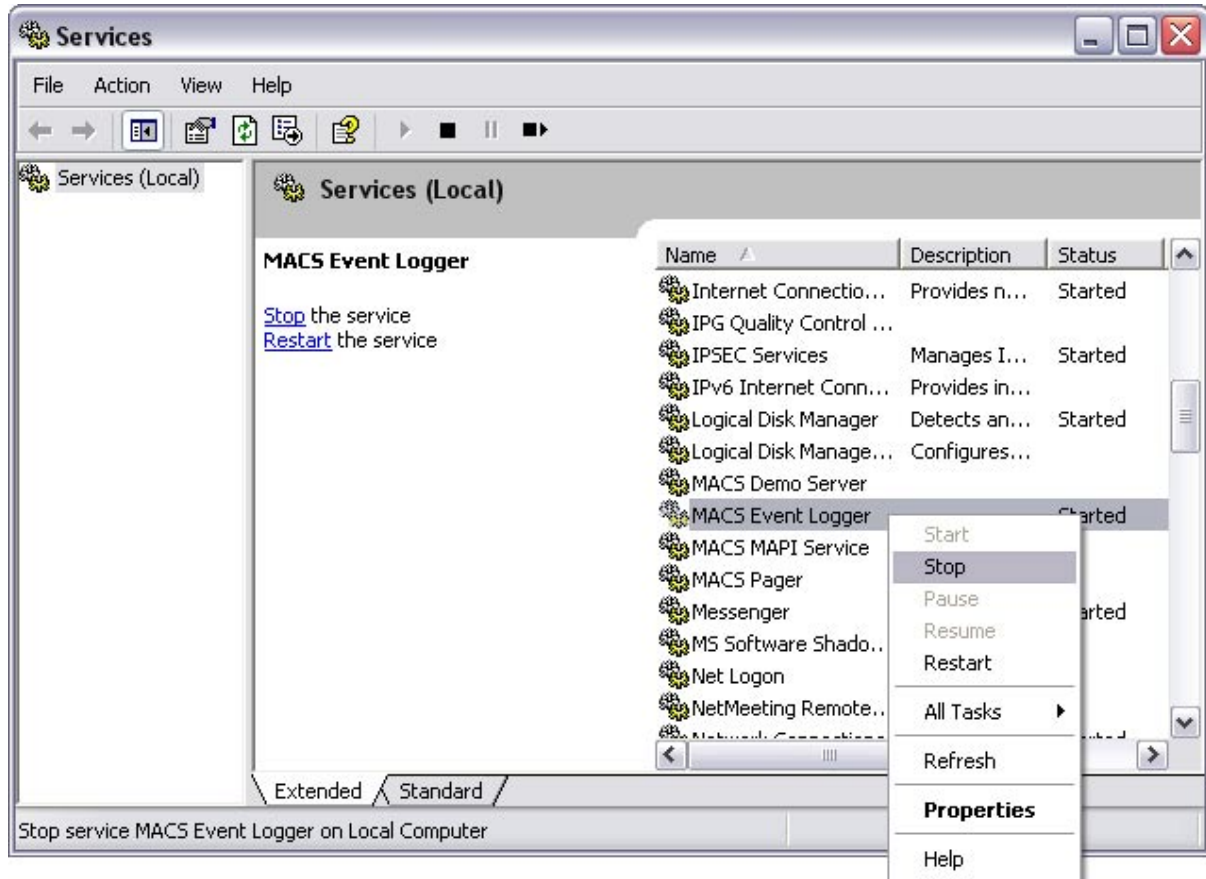 Services
File Action View Help
Services (Local)
Services (Local)
MACS Event Logger
Stop the service
Restart the service
Name Description Status
Internet Connectio... Provides n... Started
IPG Quality Control ...
IPSEC Services Manages I... Started
IPv6 Internet Conn... Provides in...
Logical Disk Manager Detects an... Started
Logical Disk Manage... Configures...
MACS Demo Server
MACS Event Logger Started
MACS MAPI Service
MACS Pager
Messenger arted
MS Software Shado..
Net Logon
NetMeeting Remote..
Start
Stop
Pause
Resume
Restart
All Tasks
Refresh
Properties
Help
Extended Standard
Stop service MACS Event Logger on Local Computer